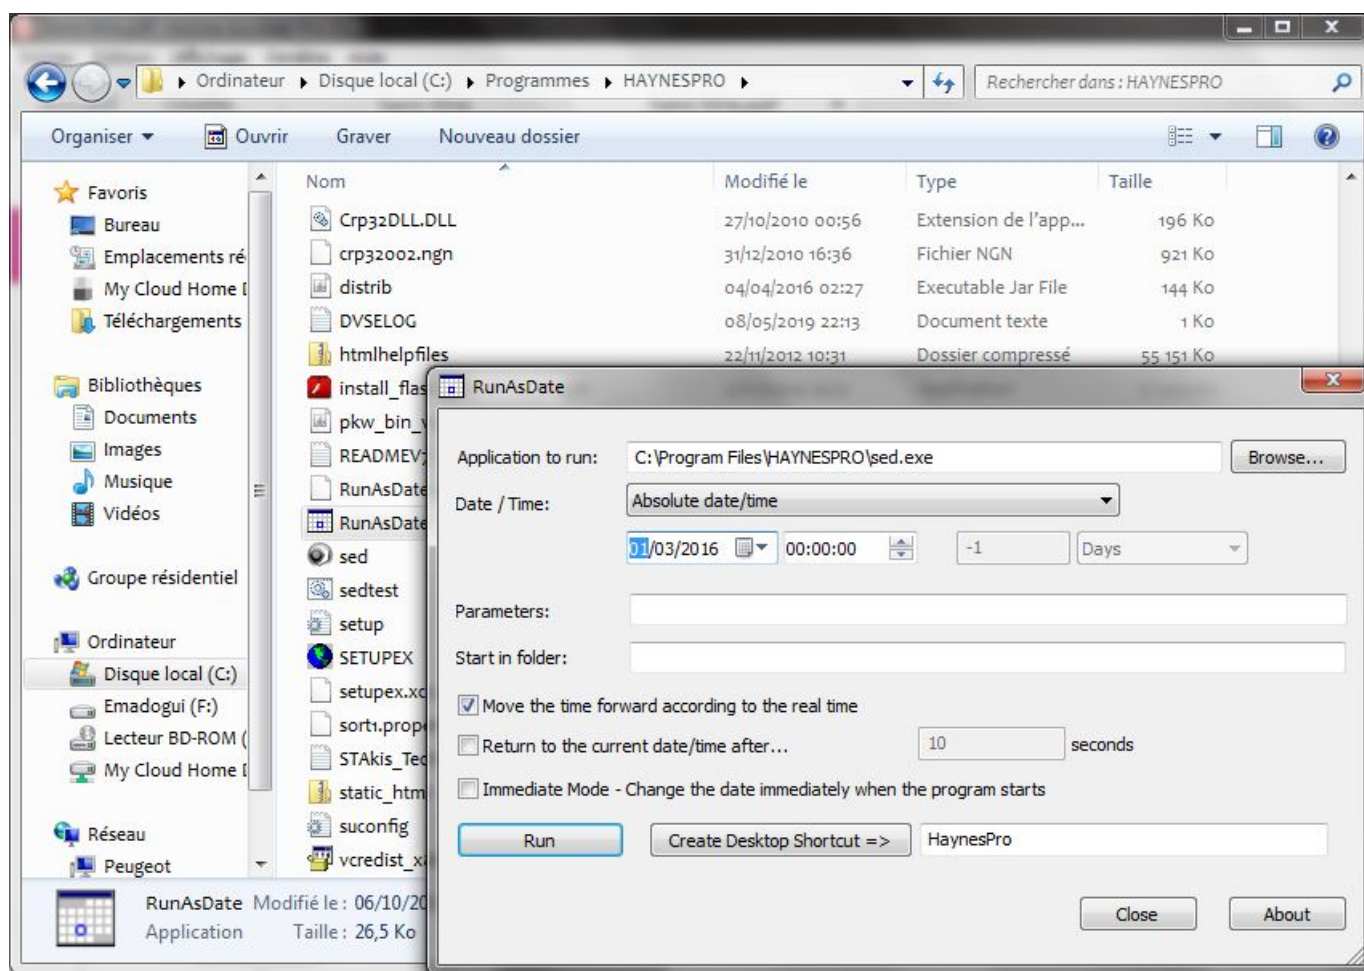 Ordinateur Disque local (C:) Programmes HAYNESPRO Rechercher dans : HAYNESPRO
Organiser Ouvrir Graver Nouveau dossier
Nom Modifié le Type Taille
Favoris
Bureau
Emplacements ré
My Cloud Home
Téléchargements
Bibliothèques
Documents
Images
Musique
Vidéos
Groupe résidentiel
Ordinateur
Disque local (C:)
Emadogui (F:)
Lecteur BD-ROM (
My Cloud Home
Réseau
Peugeot
Crp32DLL.DLL 27/10/2010 00:56 Extension de l'app... 196 Ko
crp32002.ngn 31/12/2010 16:36 Fichier NGN 921 Ko
distrib 04/04/2016 02:27 Executable Jar File 144 Ko
DVSELOG 08/05/2019 22:13 Document texte 1 Ko
htmlhelpfiles 22/11/2012 10:31 Dossier compressé 55 151 Ko
install_flas
pkw_bin_
README
RunAsDate
RunAsDate
sed
sedtest
setup
SETUPEX
setupex.xc
sort1.prope
STAkis_Tec
static_htm
suconfig
vcredist_x
RunAsDate Modifié le : 06/10/20
Application Taille : 26,5 Ko
RunAsDate
Application to run: C:\Program Files\HAYNESPRO\sed.exe Browse...
Date / Time: Absolute date/time
01/03/2016 00:00:00 -1 Days
Parameters:
Start in folder:
Move the time forward according to the real time
Return to the current date/time after... 10 seconds
Immediate Mode - Change the date immediately when the program starts
Run Create Desktop Shortcut => HaynesPro
Close About